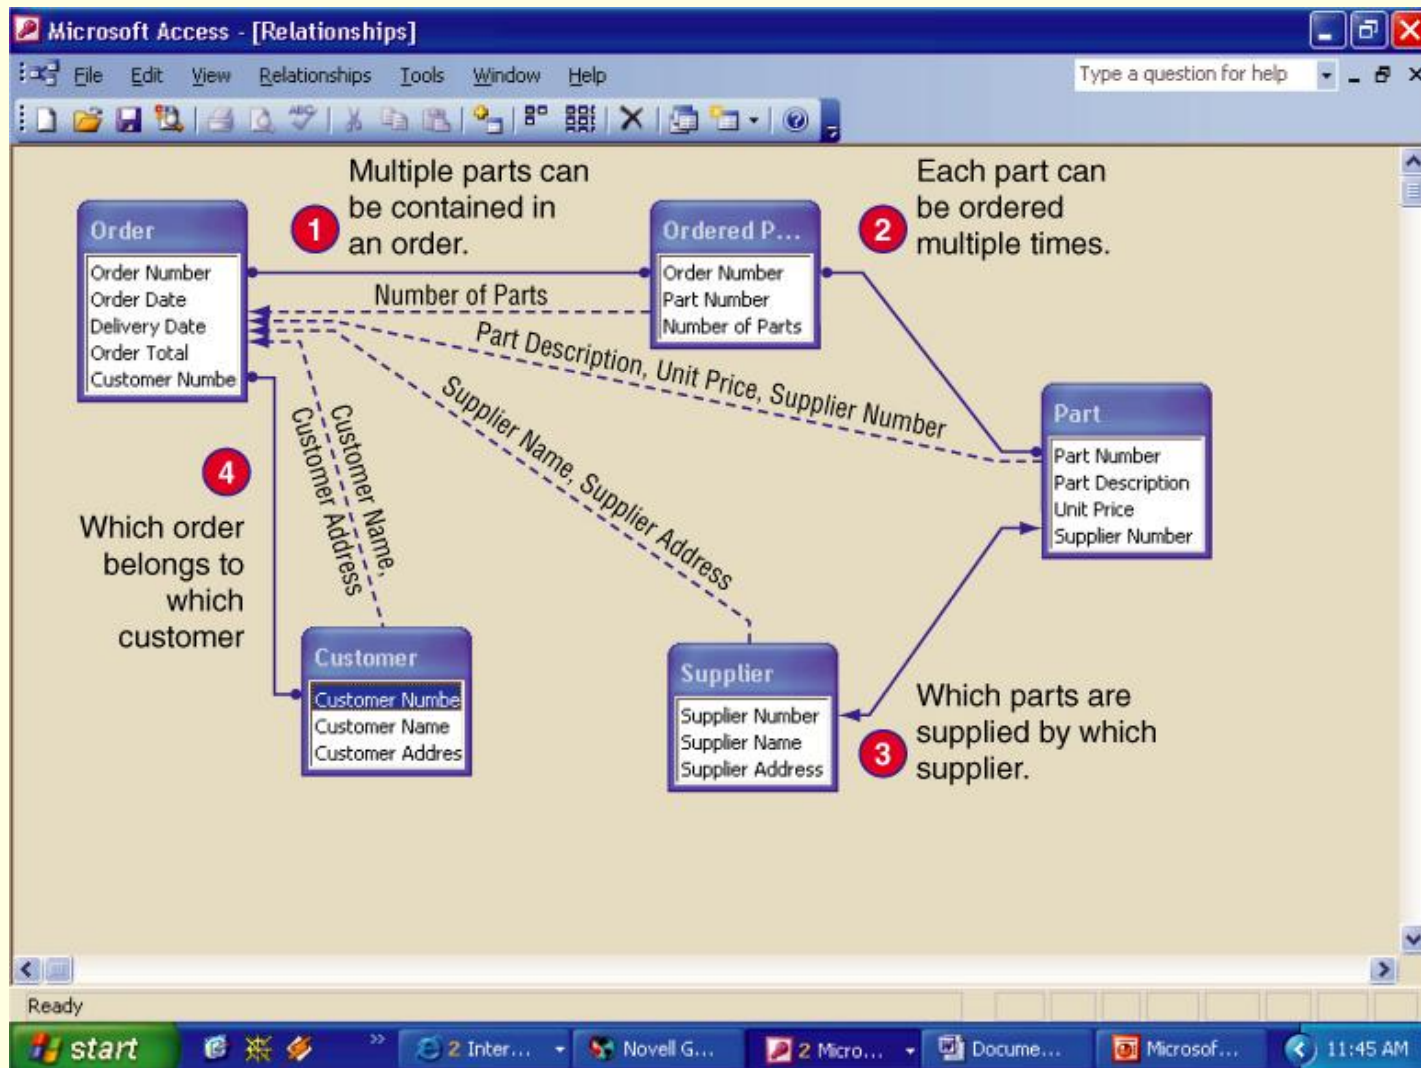 Microsoft Access - [Relationships]
File Edit View Relationships Tools Window Help
Type a question for help
ABC
Multiple parts can
be contained in
an order.
1
Each part can
be ordered
multiple times.
2
Order
Order Number
Order Date
Delivery Date
Order Total
Customer Numbe
Ordered P...
Order Number
Part Number
Number of Parts
Number of Parts
Part Description, Unit Price, Supplier Number
Supplier Name, Supplier Address
Customer Name,
Customer Address
Part
Part Number
Part Description
Unit Price
Supplier Number
4
Which order
belongs to
which
customer
Customer
Customer Numbe
Customer Name
Customer Addres
Supplier
Supplier Number
Supplier Name
Supplier Address
3
Which parts are
supplied by which
supplier.
Ready
start
2 Inter...
Novell G...
2 Micro...
Docume...
Microsof...
11:45 AM